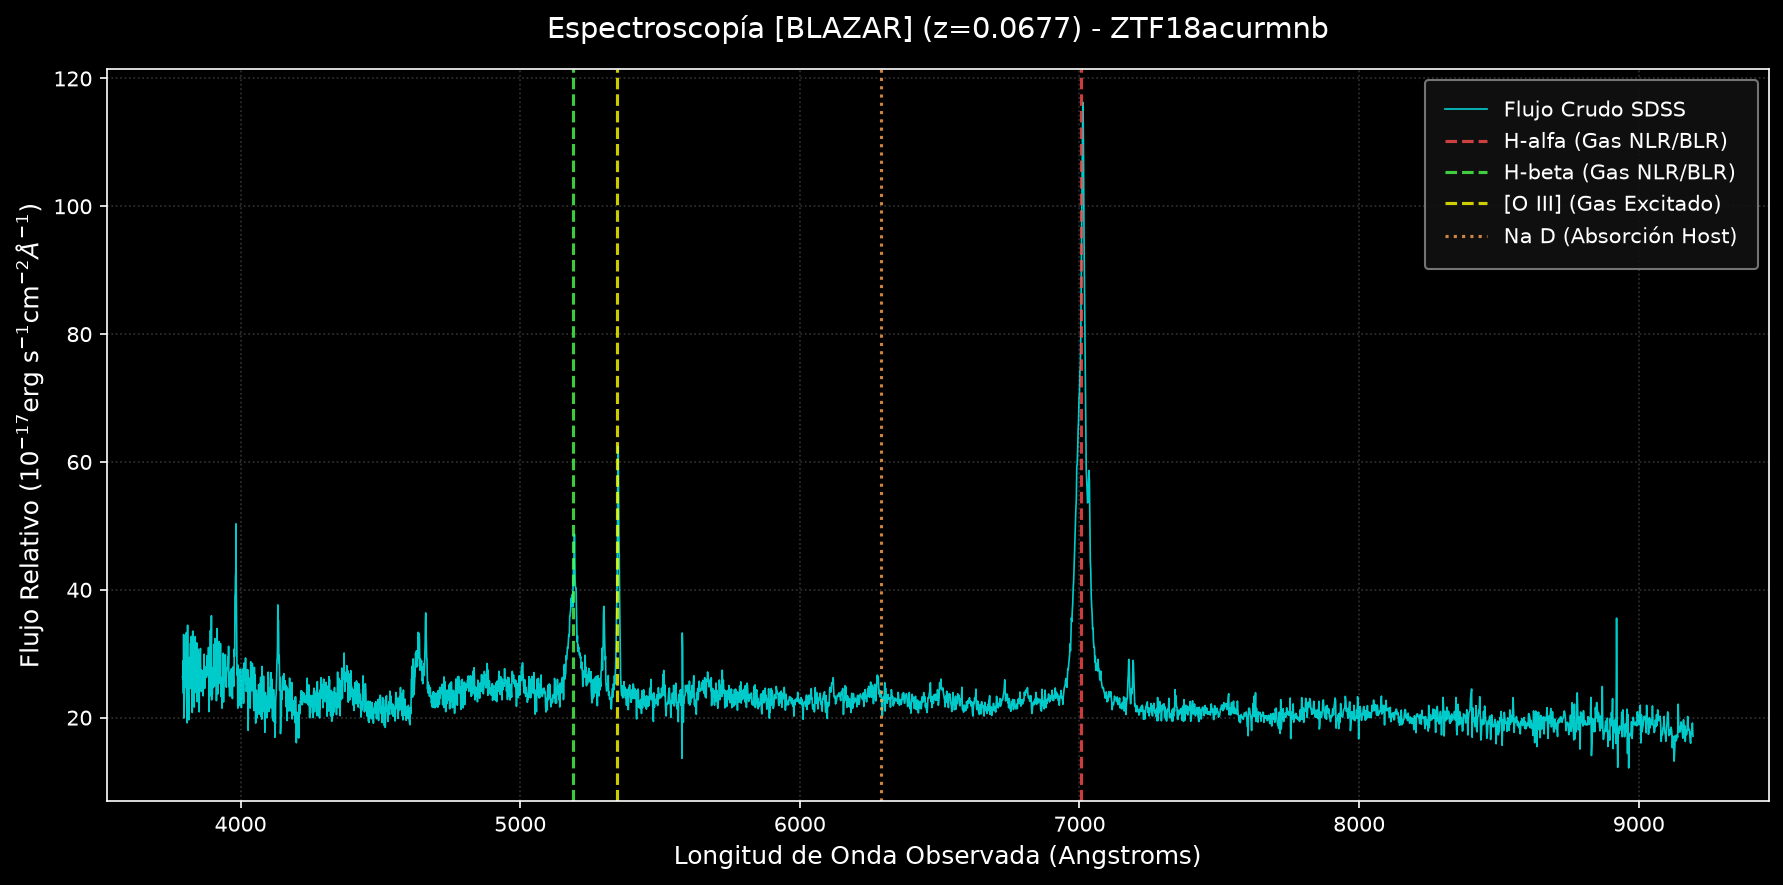 Espectroscopía [BLAZAR] (z=0.0677) - ZTF18acurmnb
Flujo Relativo (10⁻¹⁷erg s⁻¹cm⁻²Å⁻¹)
120
100
80
60
40
20
Flujo Crudo SDSS
H-alfa (Gas NLR/BLR)
H-beta (Gas NLR/BLR)
[O III] (Gas Excitado)
Na D (Absorción Host)
4000 5000 6000 7000 8000 9000
Longitud de Onda Observada (Angstroms)